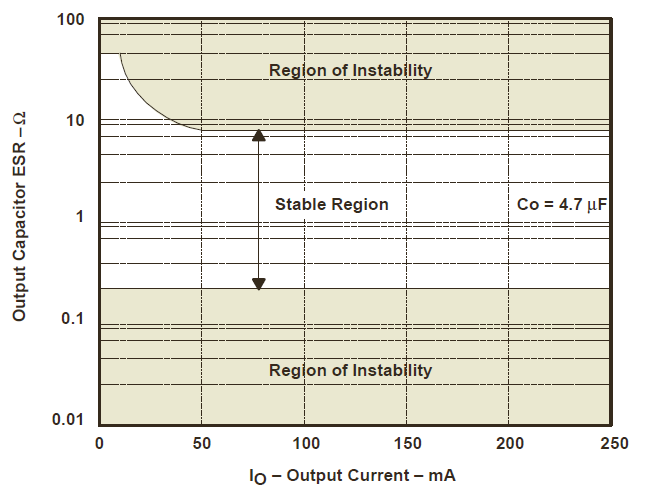 100
10
1
0.1
0.01
Output Capacitor ESR – Ω
Region of Instability
Stable Region
Co = 4.7 μF
Region of Instability
0 50 100 150 200 250
IO – Output Current – mA